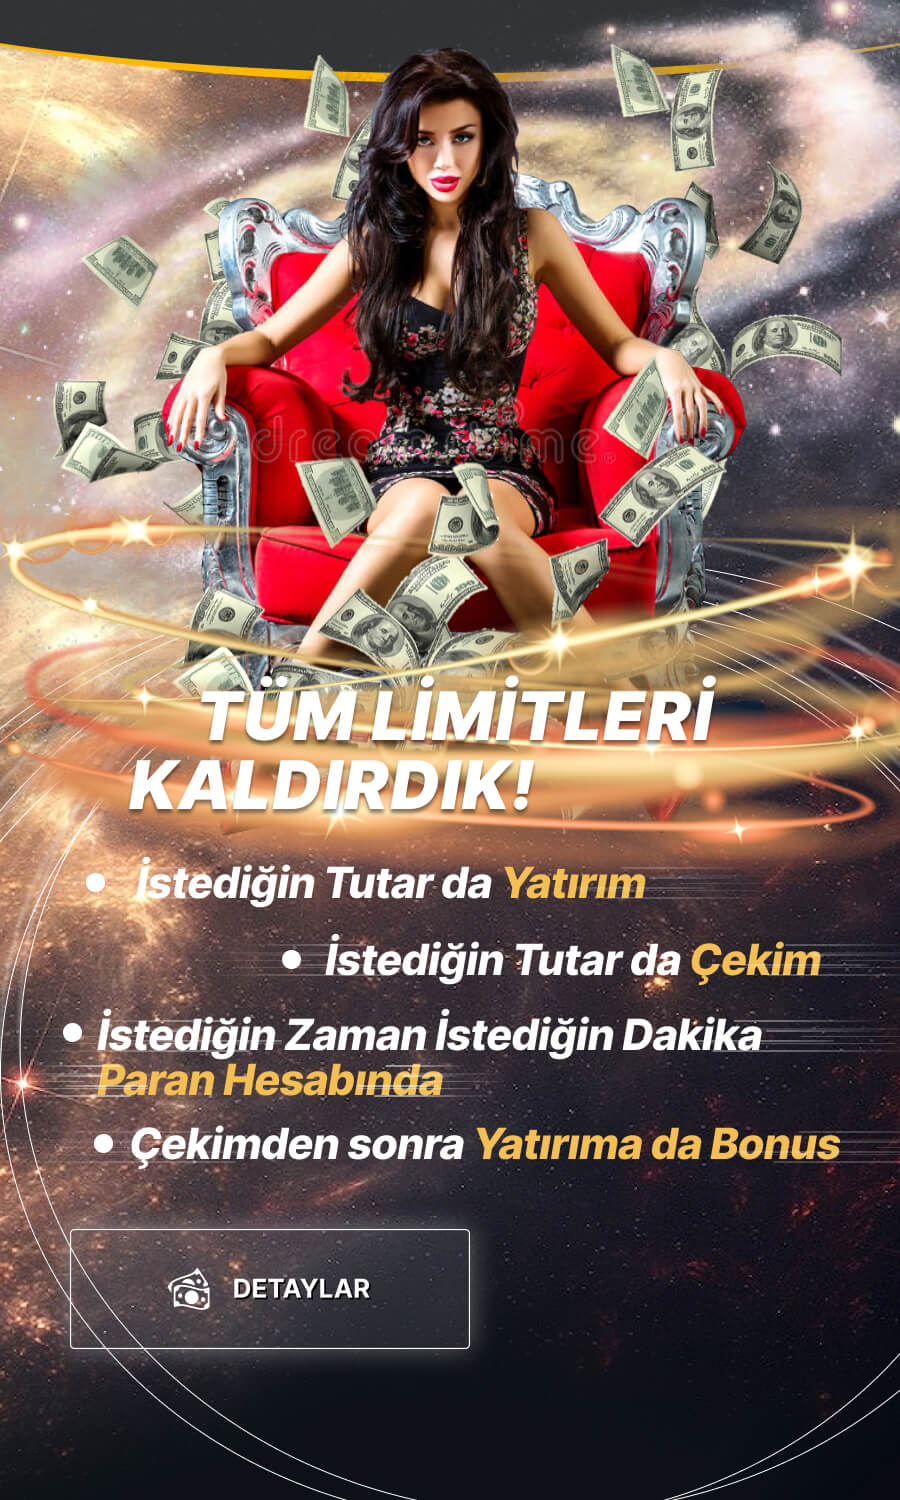 dreamstime
TÜM LİMİTLERİ
KALDIRDIK!
İstediğin Tutar da Yatırım
İstediğin Tutar da Çekim
İstediğin Zaman İstediğin Dakika
Paran Hesabında
Çekimden sonra Yatırıma da Bonus
DETAYLAR